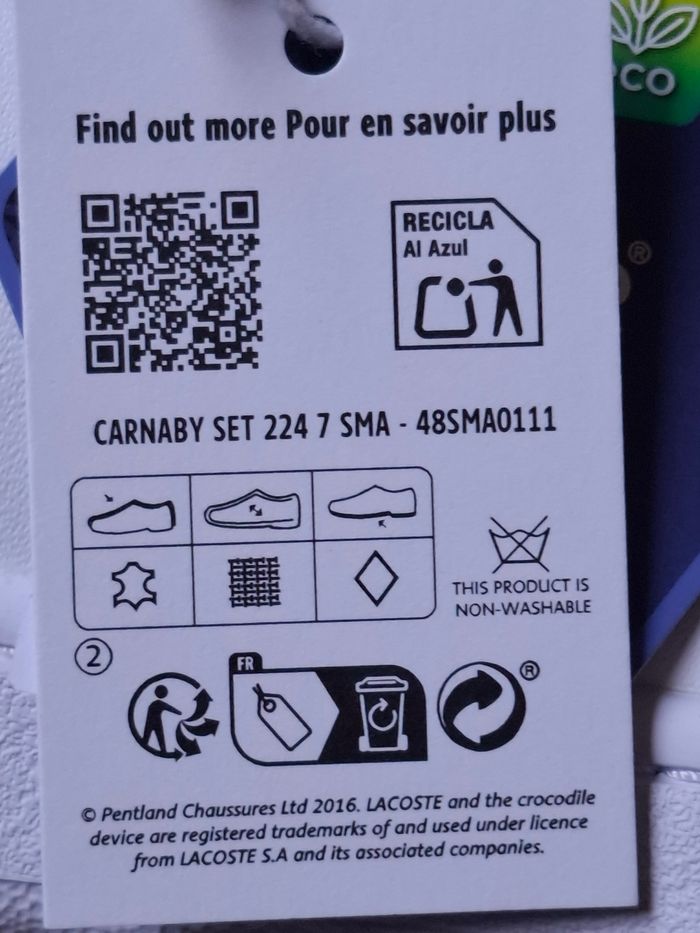 eco
Find out more Pour en savoir plus
RECICLA
Al Azul
®
CARNABY SET 224 7 SMA - 48SMA0111
THIS PRODUCT IS
NON-WASHABLE
2
FR
®
© Pentland Chaussures Ltd 2016. LACOSTE and the crocodile
device are registered trademarks of and used under licence
from LACOSTE S.A and its associated companies.